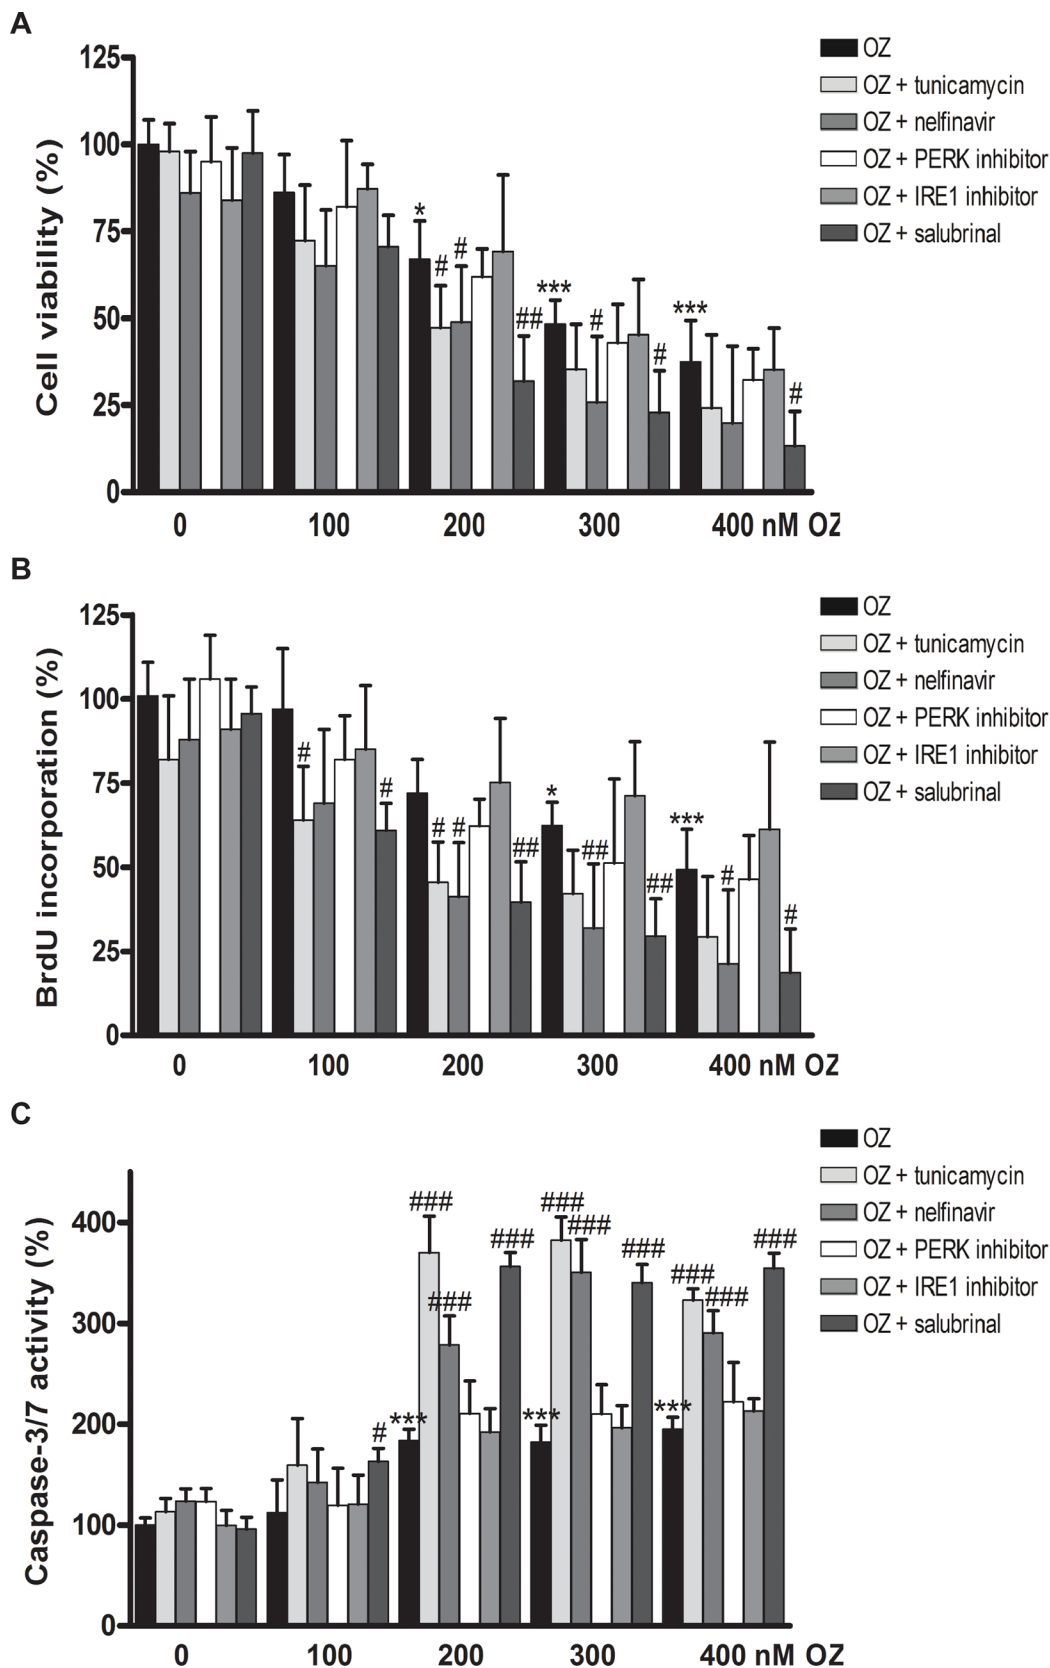 A
125
100
75
50
25
0
Cell viability (%)
*
#
#
##
***
#
#
***
#
0 100 200 300 400 nM OZ
OZ
OZ + tunicamycin
OZ + nelfinavir
OZ + PERK inhibitor
OZ + IRE1 inhibitor
OZ + salubrinal
B
125
100
75
50
25
0
BrdU incorporation (%)
#
#
#
#
##
*
##
##
***
#
#
0 100 200 300 400 nM OZ
OZ
OZ + tunicamycin
OZ + nelfinavir
OZ + PERK inhibitor
OZ + IRE1 inhibitor
OZ + salubrinal
C
400
300
200
100
0
Caspase-3/7 activity (%)
#
***
###
###
###
***
###
###
###
***
###
###
###
0 100 200 300 400 nM OZ
OZ
OZ + tunicamycin
OZ + nelfinavir
OZ + PERK inhibitor
OZ + IRE1 inhibitor
OZ + salubrinal